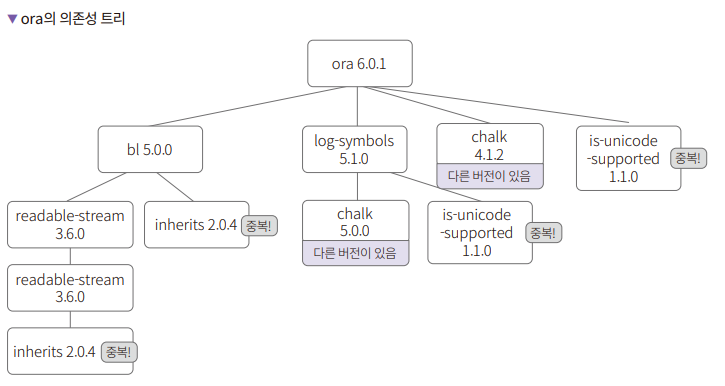 ▼ ora의 의존성 트리
ora 6.0.1
bl 5.0.0
log-symbols
5.1.0
chalk
4.1.2
다른 버전이 있음
is-unicode
-supported
1.1.0
중복!
readable-stream
3.6.0
inherits 2.0.4
중복!
chalk
5.0.0
다른 버전이 있음
is-unicode
-supported
1.1.0
중복!
readable-stream
3.6.0
inherits 2.0.4
중복!